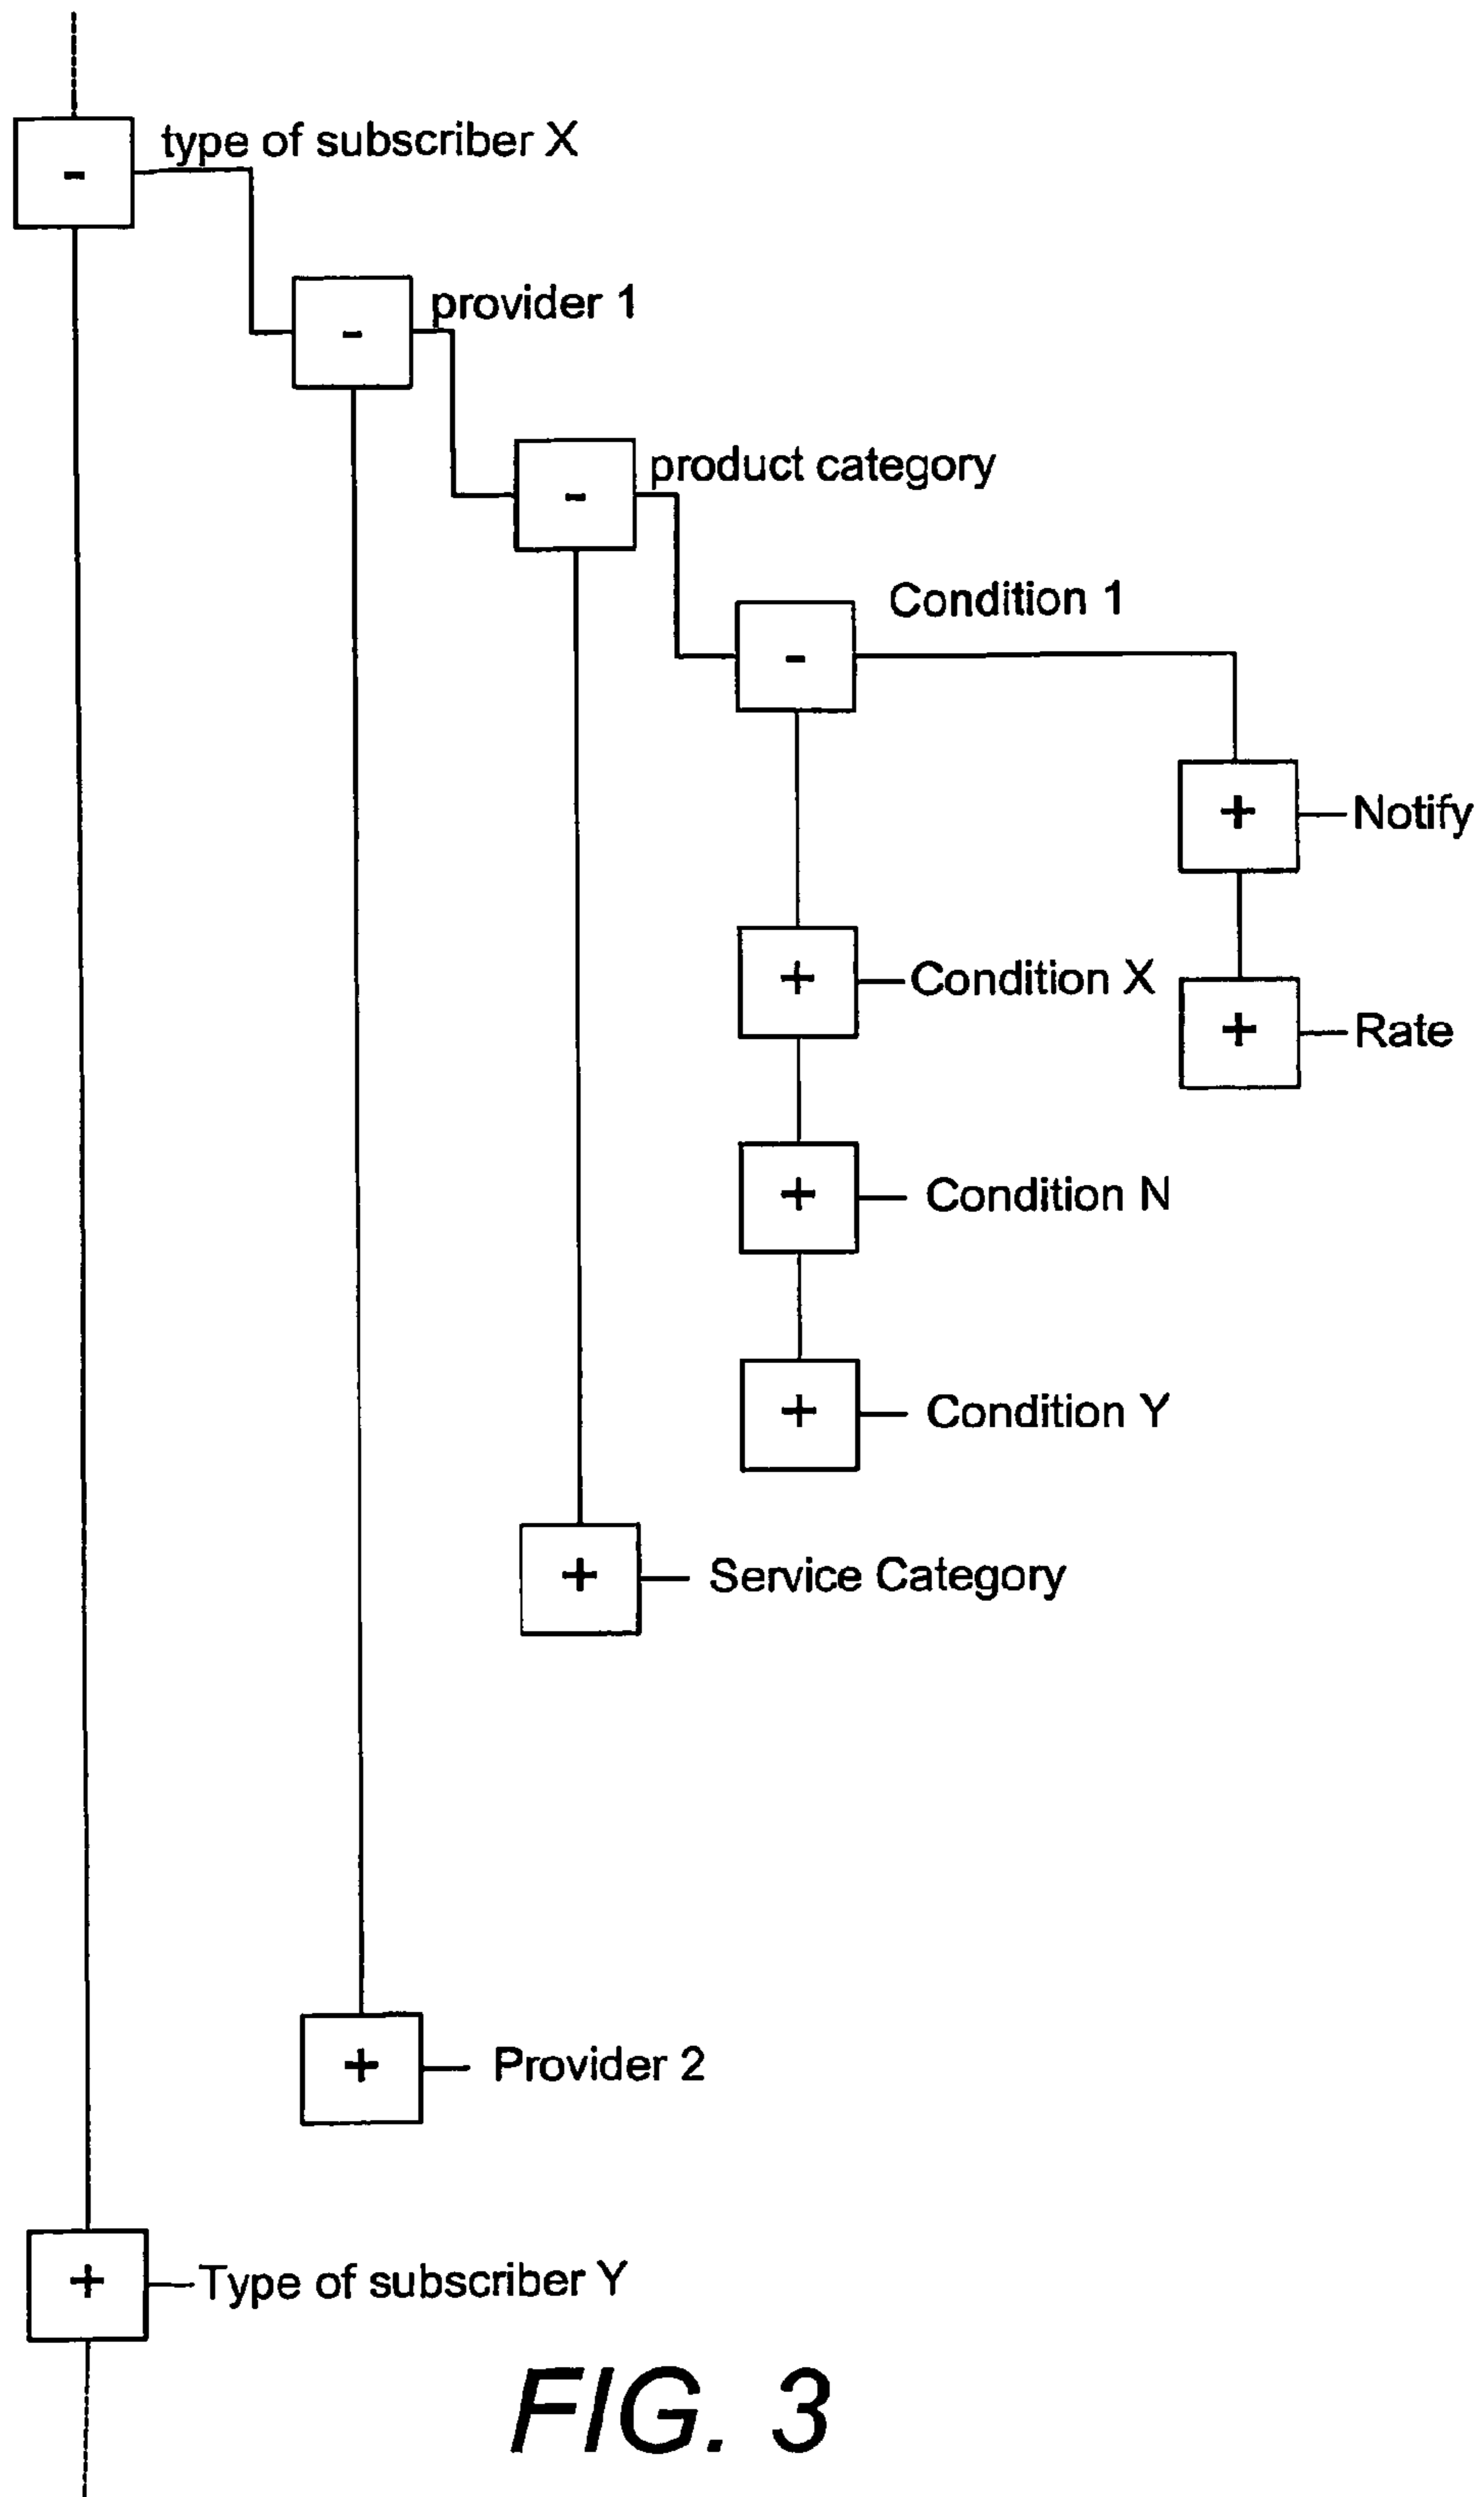 type of subscriber X
-
provider 1
-
product category
-
Condition 1
-
+ Notify
+ Condition X
+ Rate
+ Condition N
+ Condition Y
+ Service Category
+ Provider 2
+ Type of subscriber Y
FIG. 3